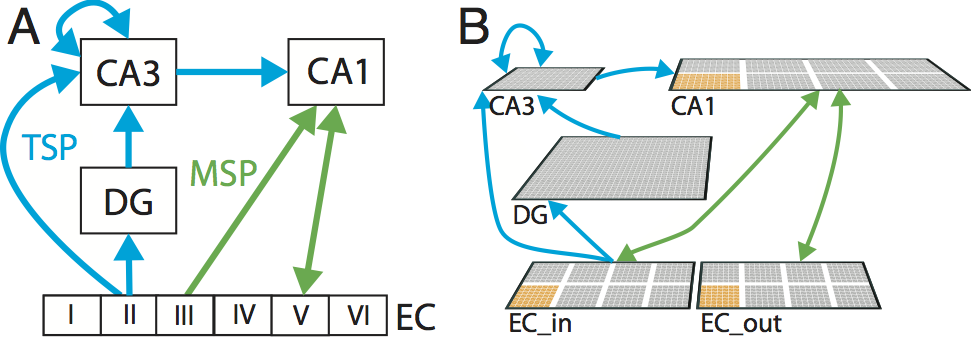 A
CA3
CA1
TSP
MSP
DG
I II III IV V VI EC
B
CA3
CA1
DG
EC_in
EC_out